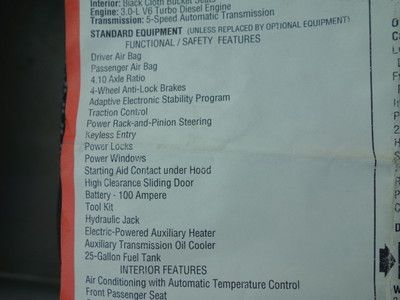 Interior: Black Cloth Bucket Seats
Engine: 3.0-L V6 Turbo Diesel Engine
Transmission: 5-Speed Automatic Transmission
STANDARD EQUIPMENT (UNLESS REPLACED BY OPTIONAL EQUIPMENT)
FUNCTIONAL / SAFETY FEATURES
Driver Air Bag
Passenger Air Bag
4.10 Axle Ratio
4-Wheel Anti-Lock Brakes
Adaptive Electronic Stability Program
Traction Control
Power Rack-and-Pinion Steering
Keyless Entry
Power Locks
Power Windows
Starting Aid Contact under Hood
High Clearance Sliding Door
Battery - 100 Ampere
Tool Kit
Hydraulic Jack
Electric-Powered Auxiliary Heater
Auxiliary Transmission Oil Cooler
25-Gallon Fuel Tank
INTERIOR FEATURES
Air Conditioning with Automatic Temperature Control
Front Passenger Seat